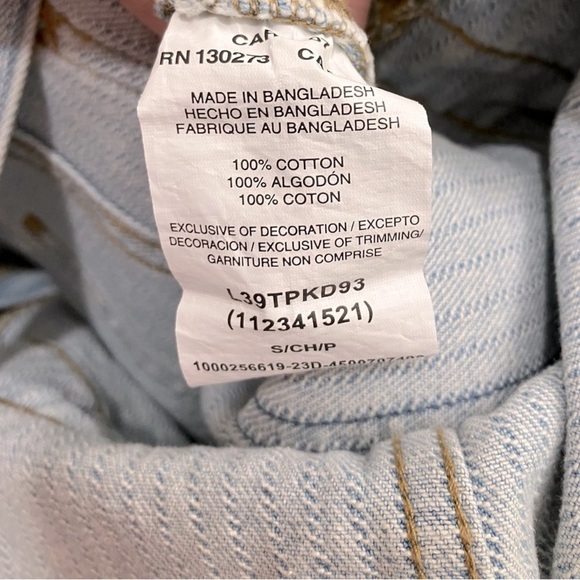 RN 130273
MADE IN BANGLADESH
HECHO EN BANGLADESH
FABRIQUE AU BANGLADESH
100% COTTON
100% ALGODÓN
100% COTON
EXCLUSIVE OF DECORATION / EXCEPTO
DECORACION / EXCLUSIVE OF TRIMMING/
GARNITURE NON COMPRISE
L39TPKD93
(112341521)
S/CH/P